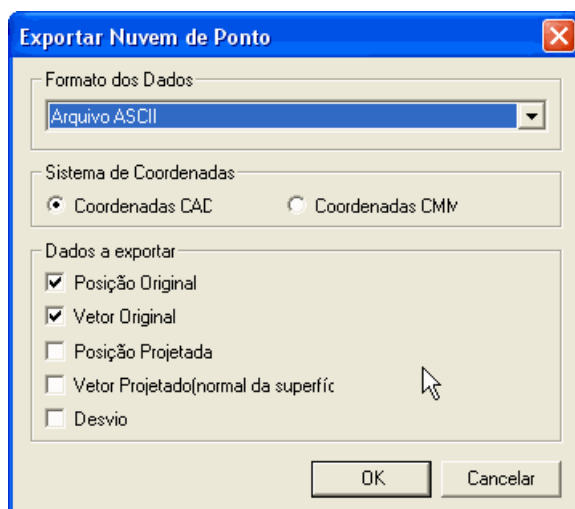 Exportar Nuvem de Ponto
Formato dos Dados
Arquivo ASCII
Sistema de Coordenadas
Coordenadas CAD
Coordenadas CMM
Dados a exportar
Posição Original
Vetor Original
Posição Projetada
Vetor Projetado(normal da superfíc
Desvio
OK
Cancelar